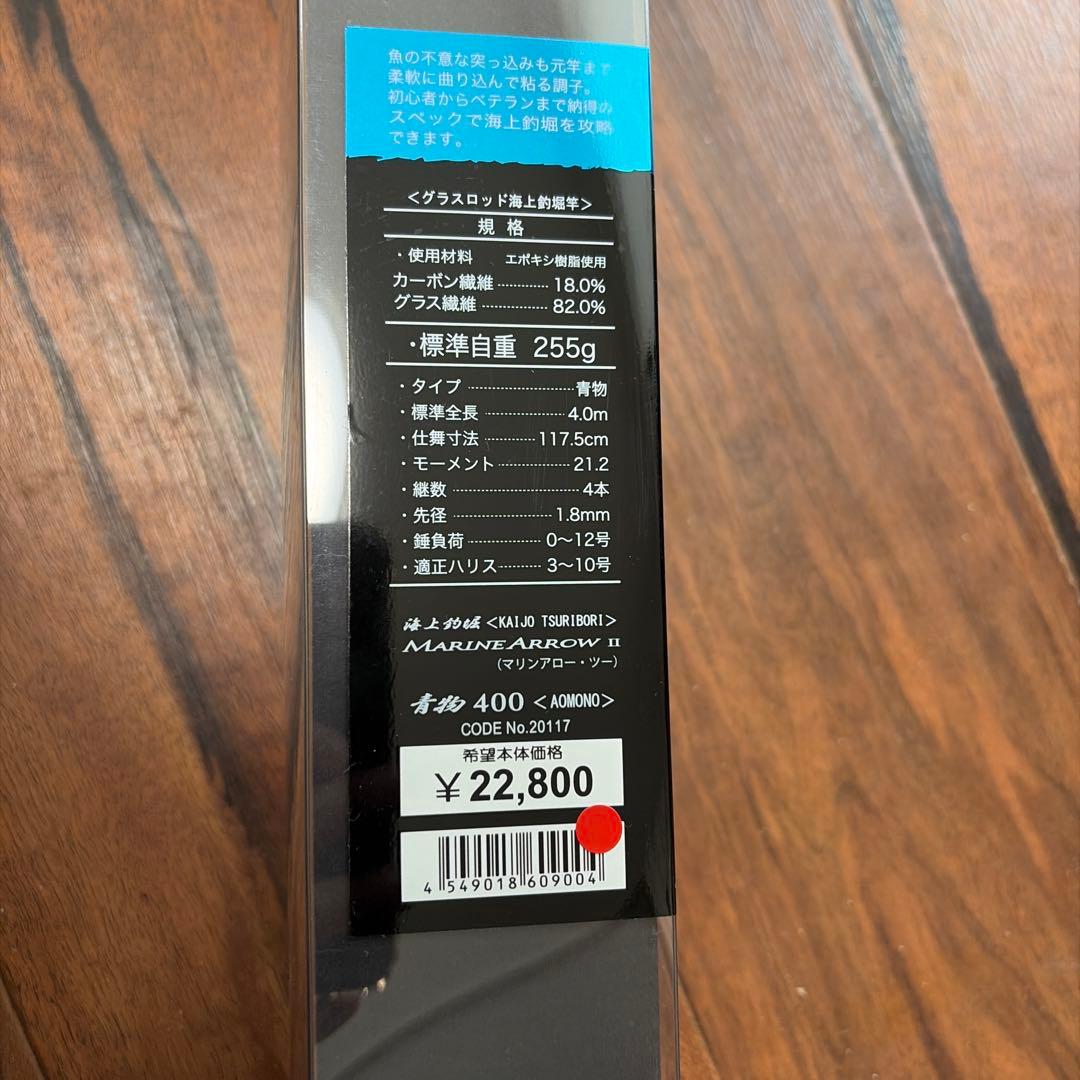 魚の不意な突っ込みも元竿まで
柔軟に曲り込んで粘る調子。
初心者からベテランまで納得の
スペックで海上釣堀を攻略
できます。
＜グラスロッド海上釣堀竿＞
規 格
・使用材料 エポキシ樹脂使用
カーボン繊維 ............ 18.0%
グラス繊維 ................ 82.0%
・標準自重 255g
・タイプ ........................ 青物
・標準全長 .................. 4.0m
・仕舞寸法 ............ 117.5cm
・モーメント ................ 21.2
・継数 ............................ 4本
・先径 ........................ 1.8mm
・錘負荷 ................ 0〜12号
・適正ハリス .......... 3〜10号
海上釣堀＜KAIJO TSURIBORI＞
MARINE ARROW II
（マリンアロー・ツー）
青物 400＜AOMONO＞
CODE No.20117
希望本体価格
￥22,800
4 549018 609004